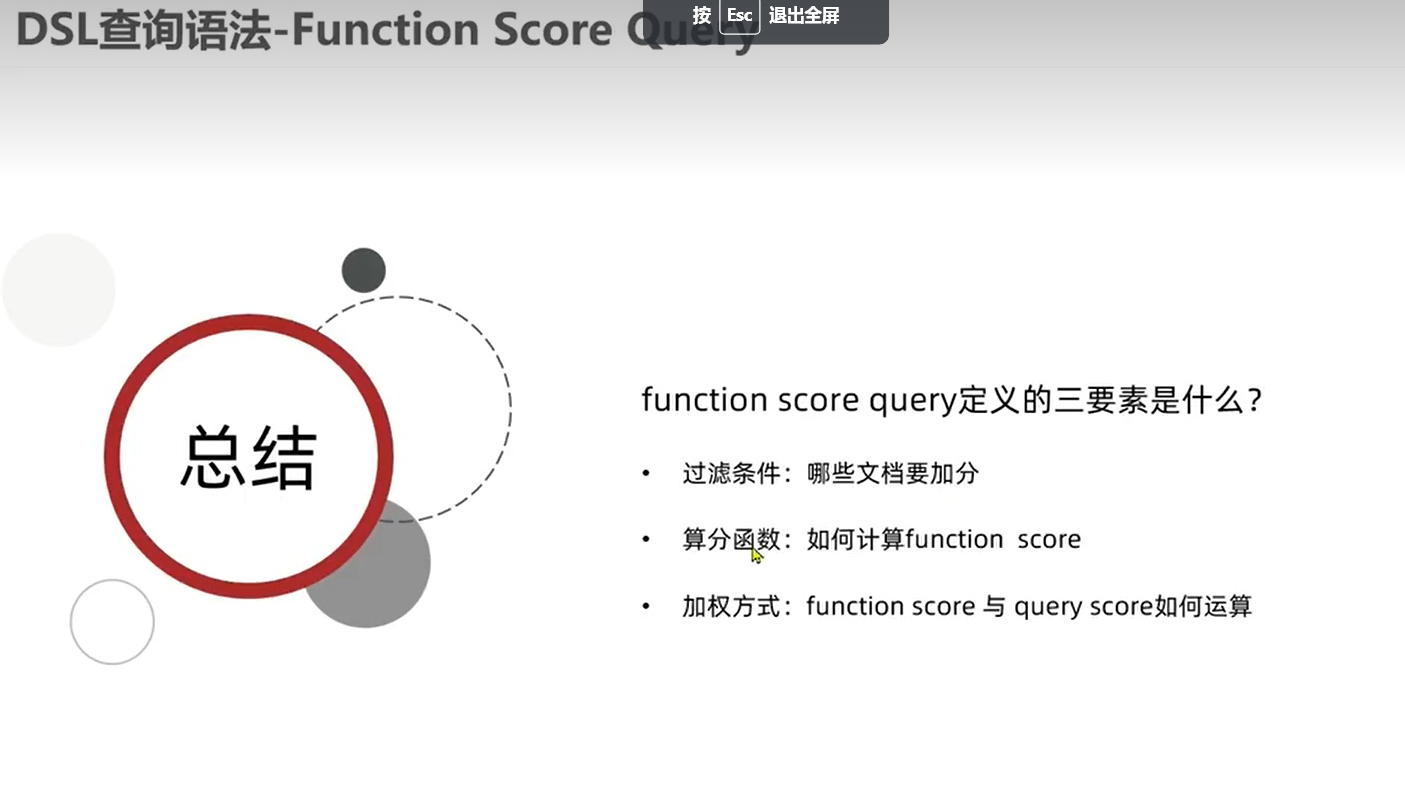 DSL查询语法-Function Score Query
按 Esc 退出全屏
总结
function score query定义的三要素是什么？
• 过滤条件：哪些文档要加分
• 算分函数：如何计算function score
• 加权方式：function score 与 query score如何运算